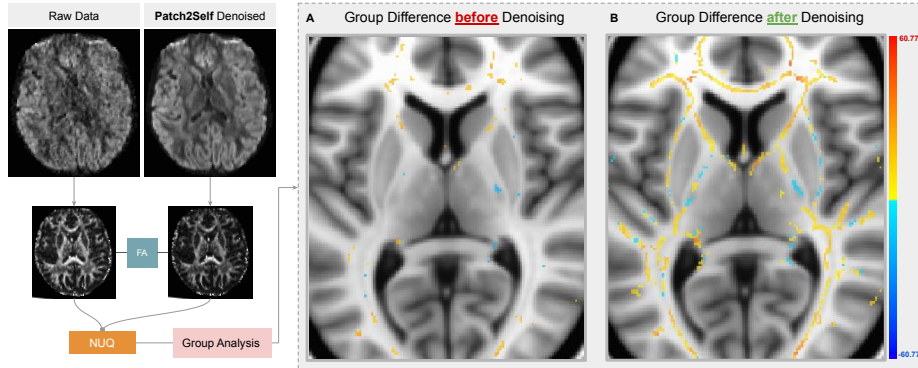 Raw Data
Patch2Self Denoised
FA
NUQ
Group Analysis
A
Group Difference before Denoising
B
Group Difference after Denoising
60.77
-60.77